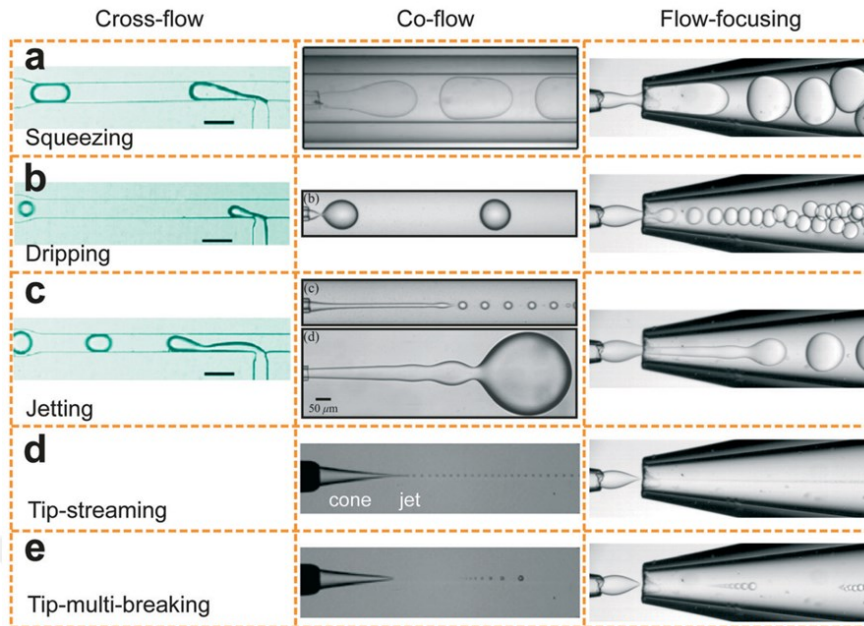 Cross-flow
Co-flow
Flow-focusing
a
Squeezing
b
Dripping
(b)
c
Jetting
(c)
(d)
50 μm
d
Tip-streaming
cone jet
e
Tip-multi-breaking